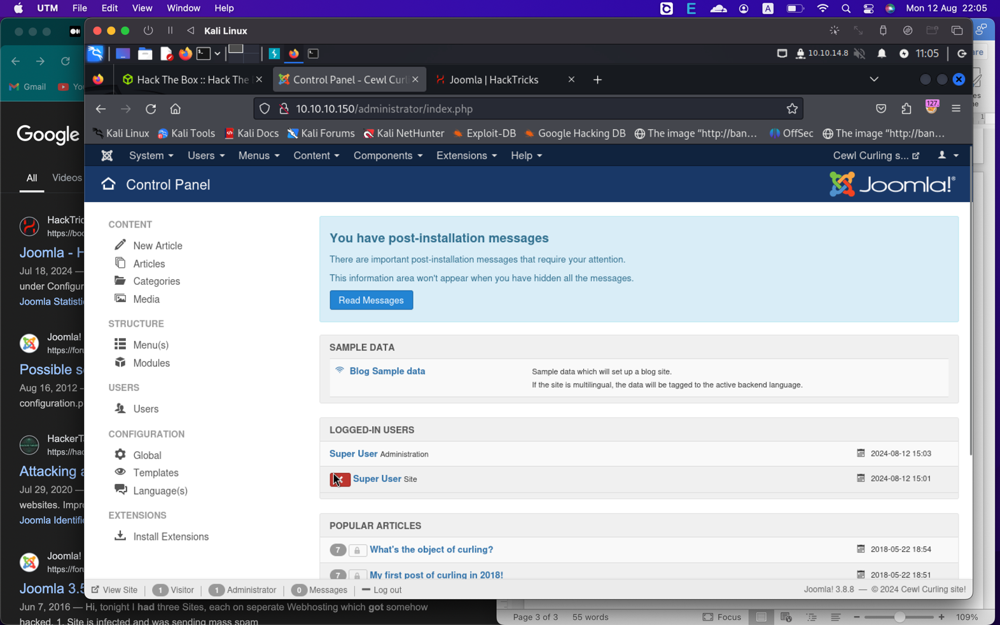 UTM File Edit View Window Help
A Mon 12 Aug 22:05
Kali Linux
10.10.14.8 11:05
Hack The Box :: Hack The
Control Panel - Cewl Curl
Joomla | HackTricks
10.10.10.150/administrator/index.php
127.
Gmail
Kali Linux Kali Tools Kali Docs Kali Forums Kali NetHunter Exploit-DB Google Hacking DB The image “http://ban... OffSec The image “http://ban...
System Users Menus Content Components Extensions Help Cewl Curling s...
Control Panel
Joomla!
Google
All Videos
HackTric
https://boo
Joomla - H
Jul 18, 2024 —
under Configur
Joomla Statisti
Joomla!
https://foru
Possible s
Aug 16, 2012 –
configuration.p
HackerT
https://hac
Attacking a
Jul 29, 2020 —
websites. Impr
Joomla Identifi
Joomla!
https://foru
Joomla 3.5
Jun 7, 2016 — Hi, tonight I had three Sites, each on seperate Webhosting which got somehow
hacked. 1. Site is infected and was sending mass spam
CONTENT
New Article
Articles
Categories
Media
STRUCTURE
Menu(s)
Modules
USERS
Users
CONFIGURATION
Global
Templates
Language(s)
EXTENSIONS
Install Extensions
You have post-installation messages
There are important post-installation messages that require your attention.
This information area won't appear when you have hidden all the messages.
Read Messages
SAMPLE DATA
Blog Sample data
Sample data which will set up a blog site.
If the site is multilingual, the data will be tagged to the active backend language.
LOGGED-IN USERS
Super User Administration 2024-08-12 15:03
Super User Site 2024-08-12 15:01
POPULAR ARTICLES
7 What's the object of curling? 2018-05-22 18:54
7 My first post of curling in 2018! 2018-05-22 18:51
View Site 1 Visitor 1 Administrator 0 Messages Log out Joomla! 3.8.8 — © 2024 Cewl Curling site!
Page 3 of 3 55 words Focus 109%